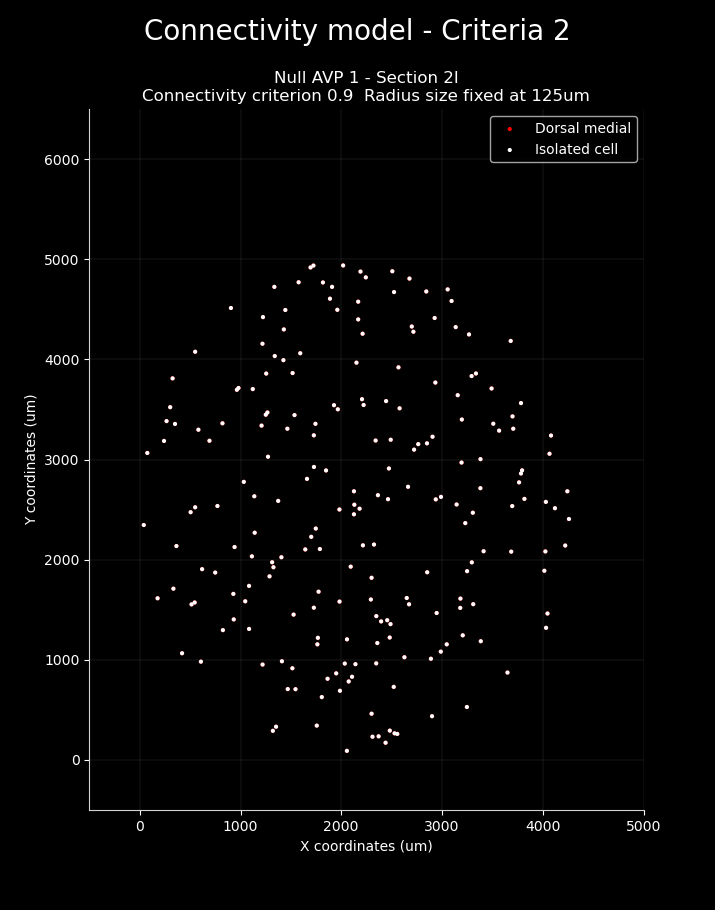 Connectivity model - Criteria 2
Null AVP 1 - Section 2I
Connectivity criterion 0.9  Radius size fixed at 125um
Dorsal medial
Isolated cell
6000
5000
4000
3000
2000
1000
0
Y coordinates (um)
0 1000 2000 3000 4000 5000
X coordinates (um)